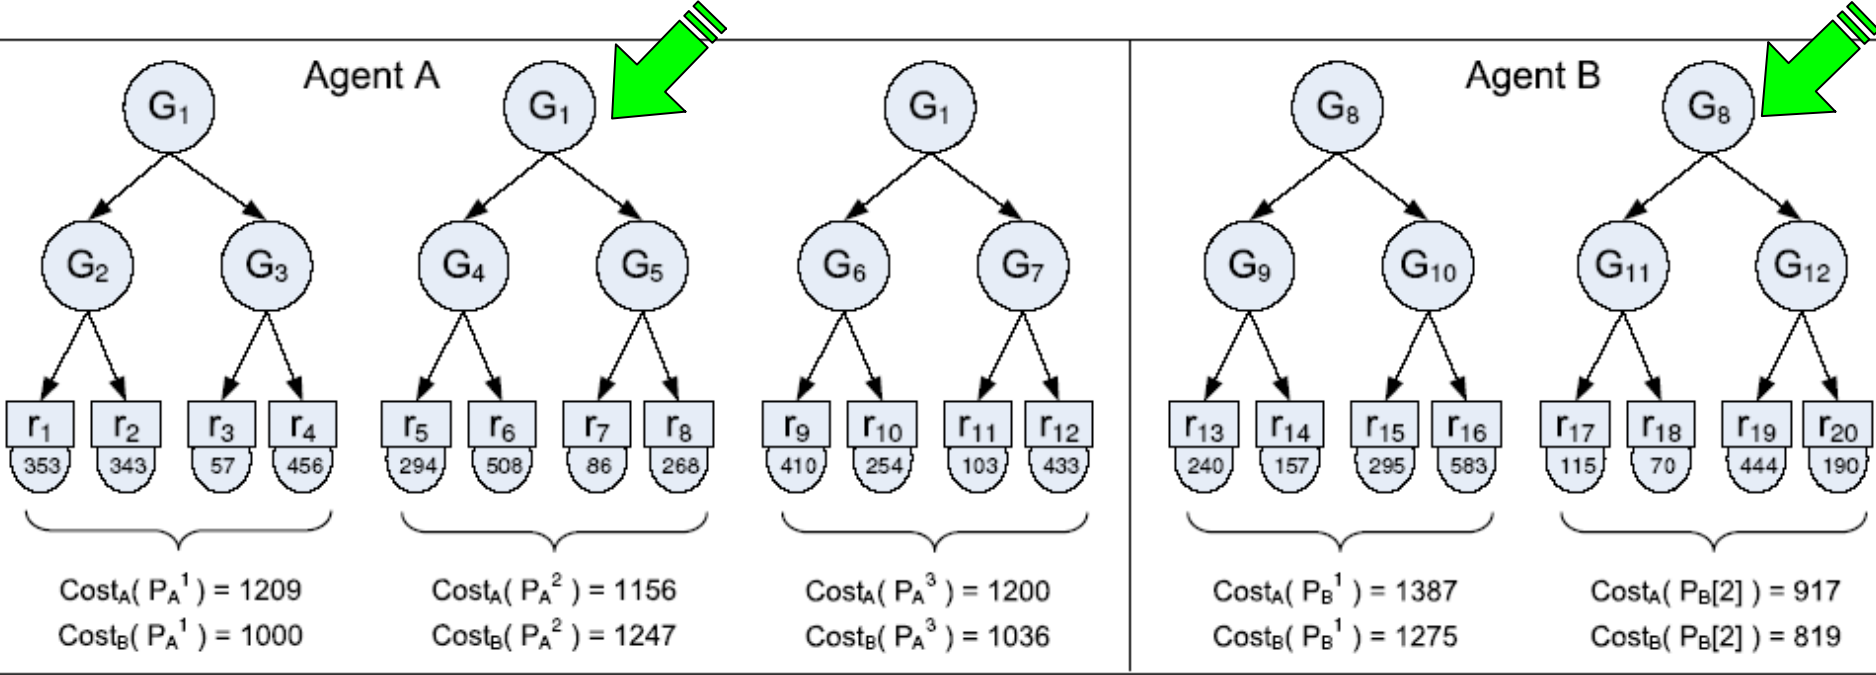 Agent A
Agent B
G1 G1 G1 G8 G8
G2 G3 G4 G5 G6 G7 G9 G10 G11 G12
r1 r2 r3 r4 r5 r6 r7 r8 r9 r10 r11 r12 r13 r14 r15 r16 r17 r18 r19 r20
353 343 57 456 294 508 86 268 410 254 103 433 240 157 295 583 115 70 444 190
CostA( PA1 ) = 1209
CostB( PA1 ) = 1000
CostA( PA2 ) = 1156
CostB( PA2 ) = 1247
CostA( PA3 ) = 1200
CostB( PA3 ) = 1036
CostA( PB1 ) = 1387
CostB( PB1 ) = 1275
CostA( PB[2] ) = 917
CostB( PB[2] ) = 819